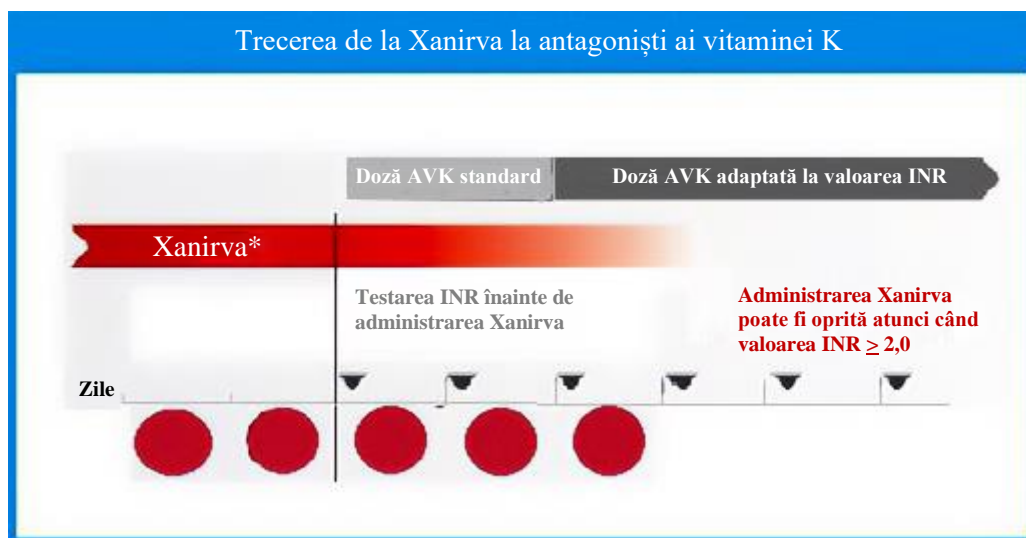 Trecerea de la Xanirva la antagoniști ai vitaminei K
Doză AVK standard
Doză AVK adaptată la valoarea INR
Xanirva*
Testarea INR înainte de
administrarea Xanirva
Administrarea Xanirva
poate fi oprită atunci când
valoarea INR ≥ 2,0
Zile